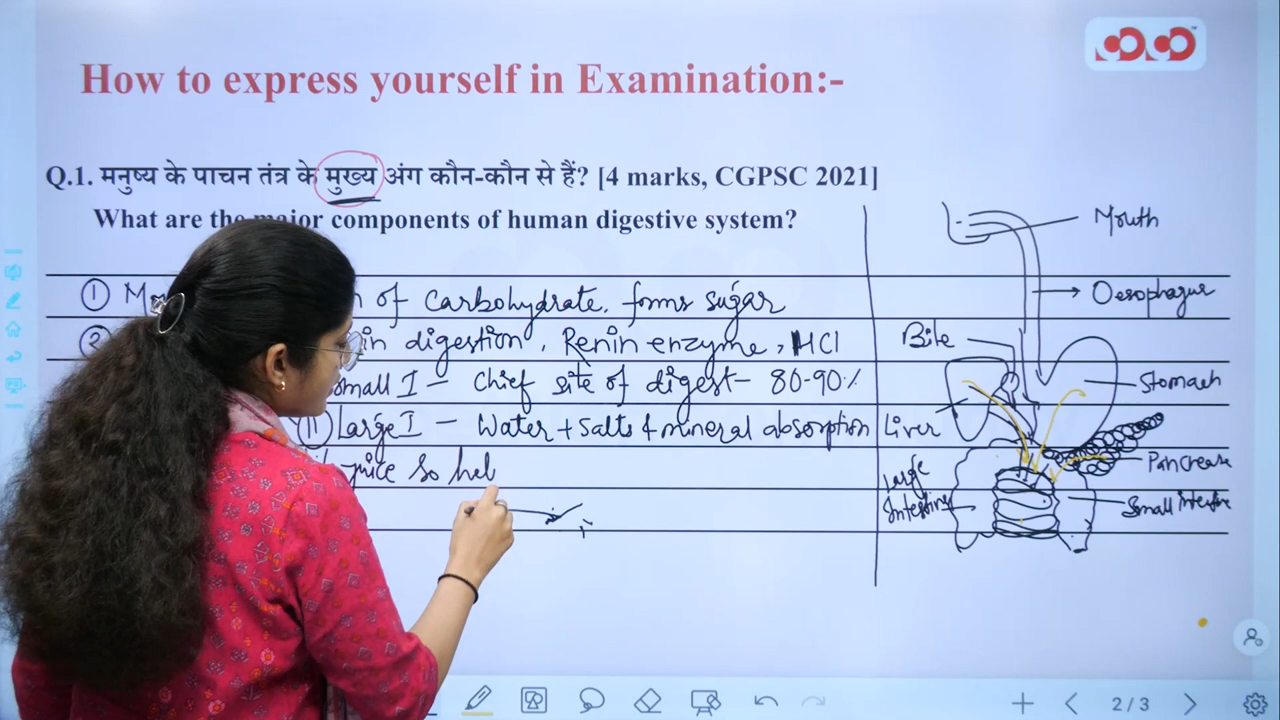 How to express yourself in Examination:-
Q.1. मनुष्य के पाचन तंत्र के मुख्य अंग कौन-कौन से हैं? [4 marks, CGPSC 2021]
What are the major components of human digestive system?
① of Carbohydrate. forms sugar
② digestion, Renin enzyme, HCl
Small I – Chief site of digest– 80-90%
(II) Large I – Water + Salts & mineral absorption
juice so hel
Mouth
Oesophagus
Bile
Stomach
Liver
Pancrease
Large
Intestine
Small Intestine
2/3